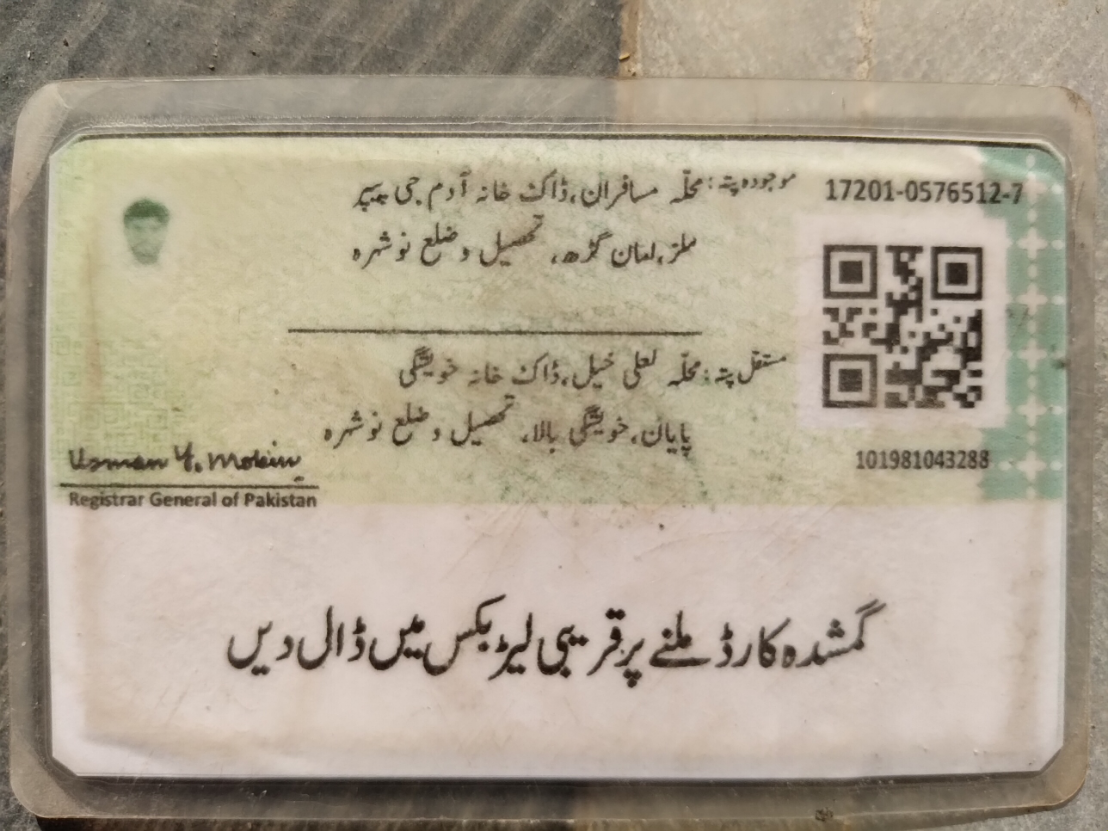 17201-0576512-7
موجودہ پتہ: محلّہ مسافران، ڈاک خانہ آدم جی پیپر
ملز، امان گڑھ، تحصیل و ضلع نوشہرہ
مستقل پتہ: محلّہ لعلی خیل، ڈاک خانہ خویشگی
پایان، خویشگی بالا، تحصیل و ضلع نوشہرہ
101981043288
Usman Y. Mobin
Registrar General of Pakistan
گمشدہ کارڈ ملنے پر قریبی لیٹر بکس میں ڈال دیں